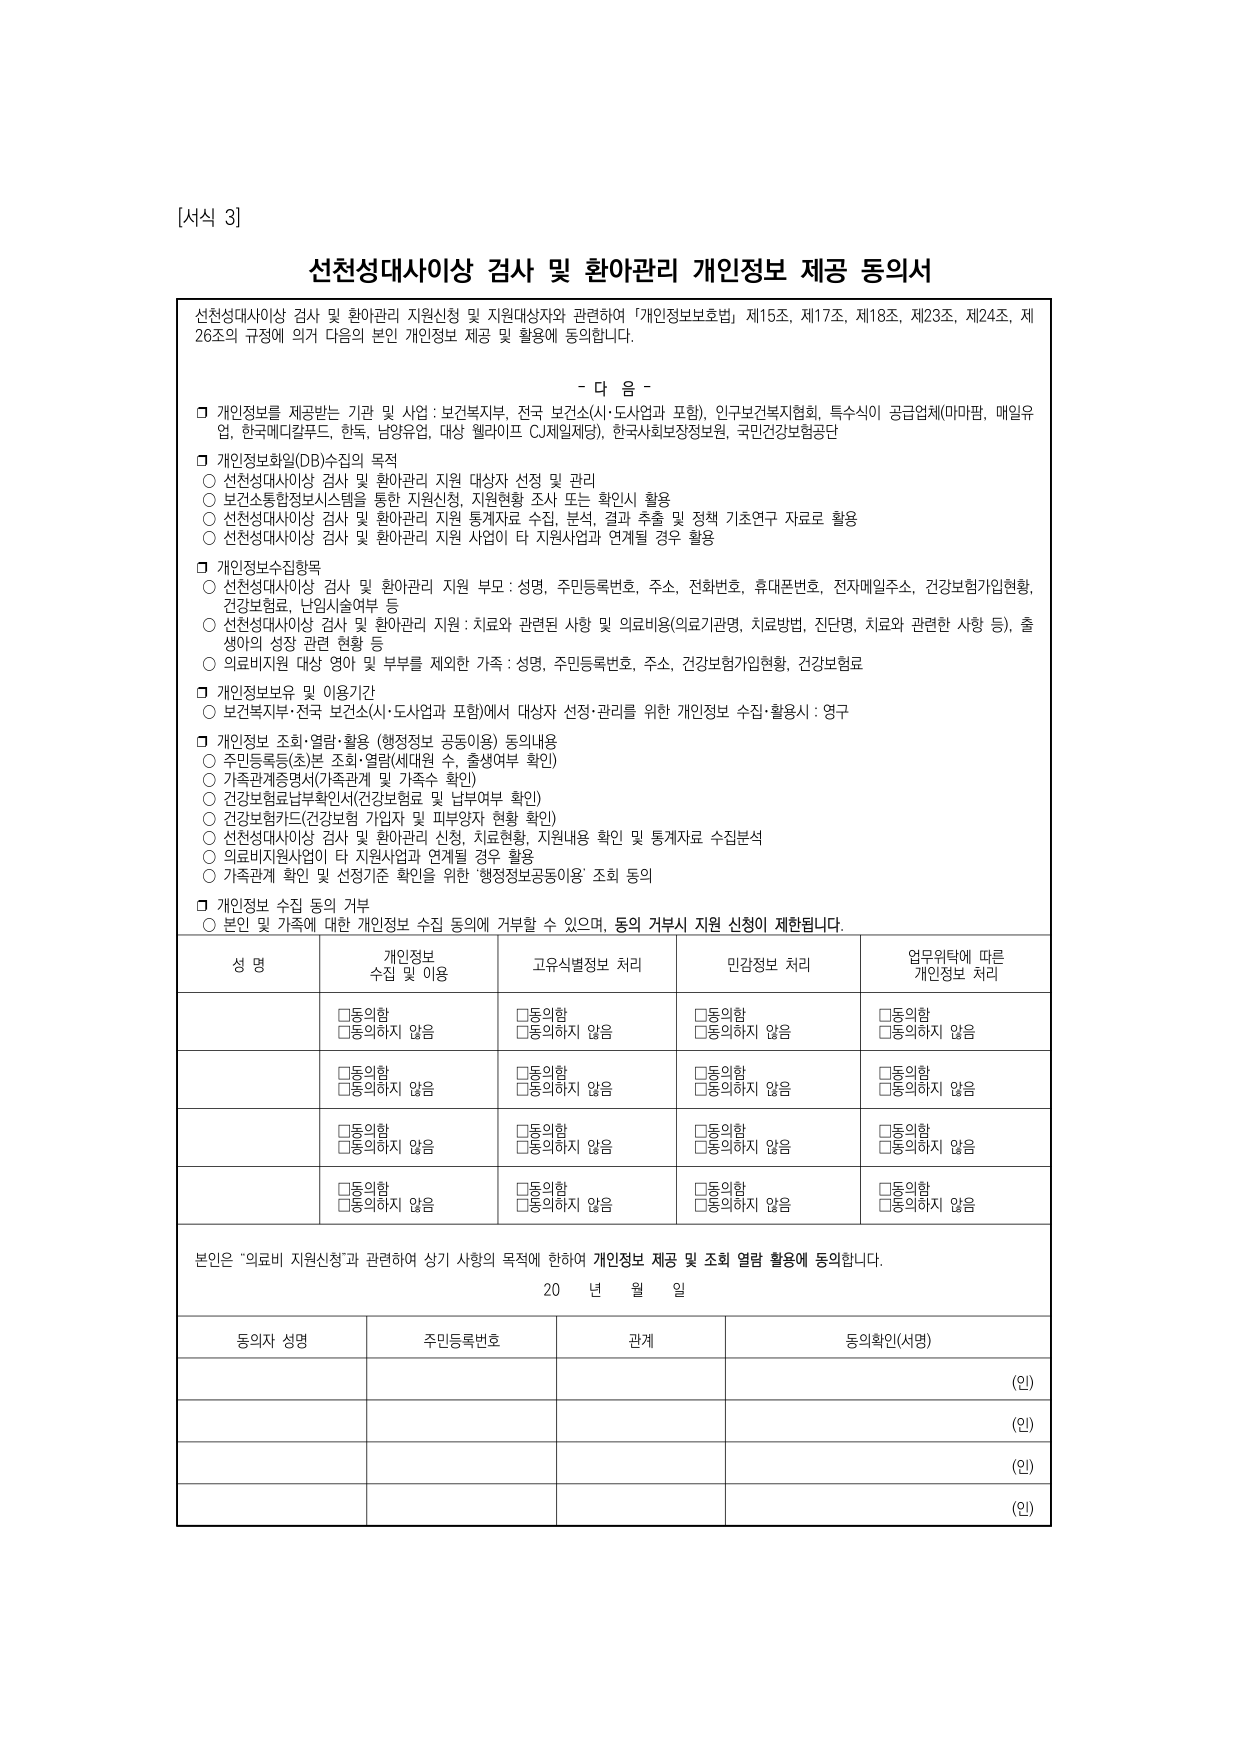 [서식 3]
선천성대사이상 검사 및 환아관리 개인정보 제공 동의서
선천성대사이상 검사 및 환아관리 지원신청 및 지원대상자와 관련하여 「개인정보보호법」 제15조, 제17조, 제18조, 제23조, 제24조, 제
26조의 규정에 의거 다음의 본인 개인정보 제공 및 활용에 동의합니다.
- 다 음 -
❒ 개인정보를 제공받는 기관 및 사업 : 보건복지부, 전국 보건소(시·도사업과 포함), 인구보건복지협회, 특수식이 공급업체(마마팜, 매일유
업, 한국메디칼푸드, 한독, 남양유업, 대상 웰라이프 CJ제일제당), 한국사회보장정보원, 국민건강보험공단
❒ 개인정보화일(DB)수집의 목적
○ 선천성대사이상 검사 및 환아관리 지원 대상자 선정 및 관리
○ 보건소통합정보시스템을 통한 지원신청, 지원현황 조사 또는 확인시 활용
○ 선천성대사이상 검사 및 환아관리 지원 통계자료 수집, 분석, 결과 추출 및 정책 기초연구 자료로 활용
○ 선천성대사이상 검사 및 환아관리 지원 사업이 타 지원사업과 연계될 경우 활용
❒ 개인정보수집항목
○ 선천성대사이상 검사 및 환아관리 지원 부모 : 성명, 주민등록번호, 주소, 전화번호, 휴대폰번호, 전자메일주소, 건강보험가입현황,
건강보험료, 난임시술여부 등
○ 선천성대사이상 검사 및 환아관리 지원 : 치료와 관련된 사항 및 의료비용(의료기관명, 치료방법, 진단명, 치료와 관련한 사항 등), 출
생아의 성장 관련 현황 등
○ 의료비지원 대상 영아 및 부부를 제외한 가족 : 성명, 주민등록번호, 주소, 건강보험가입현황, 건강보험료
❒ 개인정보보유 및 이용기간
○ 보건복지부·전국 보건소(시·도사업과 포함)에서 대상자 선정·관리를 위한 개인정보 수집·활용시 : 영구
❒ 개인정보 조회·열람·활용 (행정정보 공동이용) 동의내용
○ 주민등록등(초)본 조회·열람(세대원 수, 출생여부 확인)
○ 가족관계증명서(가족관계 및 가족수 확인)
○ 건강보험료납부확인서(건강보험료 및 납부여부 확인)
○ 건강보험카드(건강보험 가입자 및 피부양자 현황 확인)
○ 선천성대사이상 검사 및 환아관리 신청, 치료현황, 지원내용 확인 및 통계자료 수집분석
○ 의료비지원사업이 타 지원사업과 연계될 경우 활용
○ 가족관계 확인 및 선정기준 확인을 위한 '행정정보공동이용' 조회 동의
❒ 개인정보 수집 동의 거부
○ 본인 및 가족에 대한 개인정보 수집 동의에 거부할 수 있으며, 동의 거부시 지원 신청이 제한됩니다.
성 명 개인정보 수집 및 이용 고유식별정보 처리 민감정보 처리 업무위탁에 따른 개인정보 처리
□동의함 □동의함 □동의함 □동의함
□동의하지 않음 □동의하지 않음 □동의하지 않음 □동의하지 않음
□동의함 □동의함 □동의함 □동의함
□동의하지 않음 □동의하지 않음 □동의하지 않음 □동의하지 않음
□동의함 □동의함 □동의함 □동의함
□동의하지 않음 □동의하지 않음 □동의하지 않음 □동의하지 않음
□동의함 □동의함 □동의함 □동의함
□동의하지 않음 □동의하지 않음 □동의하지 않음 □동의하지 않음
본인은 "의료비 지원신청"과 관련하여 상기 사항의 목적에 한하여 개인정보 제공 및 조회 열람 활용에 동의합니다.
20 년 월 일
동의자 성명 주민등록번호 관계 동의확인(서명)
(인)
(인)
(인)
(인)